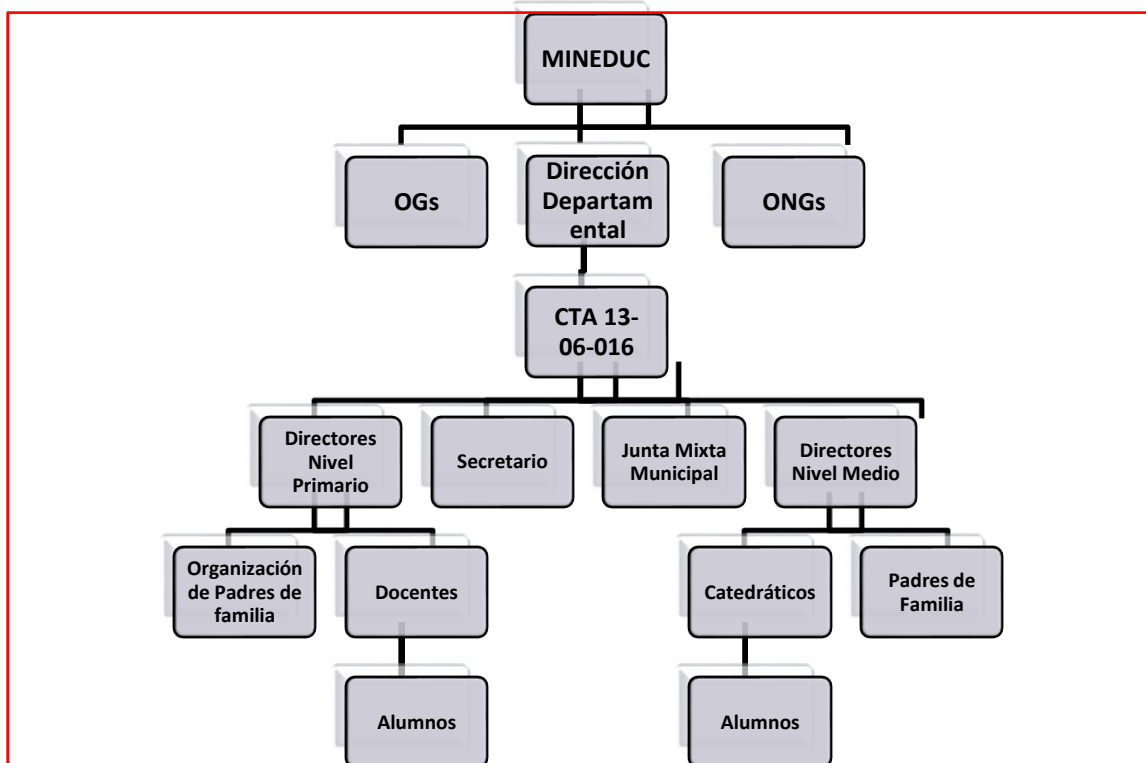 MINEDUC
OGs
Dirección
Departam
ental
ONGs
CTA 13-
06-016
Directores
Nivel
Primario
Secretario
Junta Mixta
Municipal
Directores
Nivel Medio
Organización
de Padres de
familia
Docentes
Catedráticos
Padres de
Familia
Alumnos
Alumnos